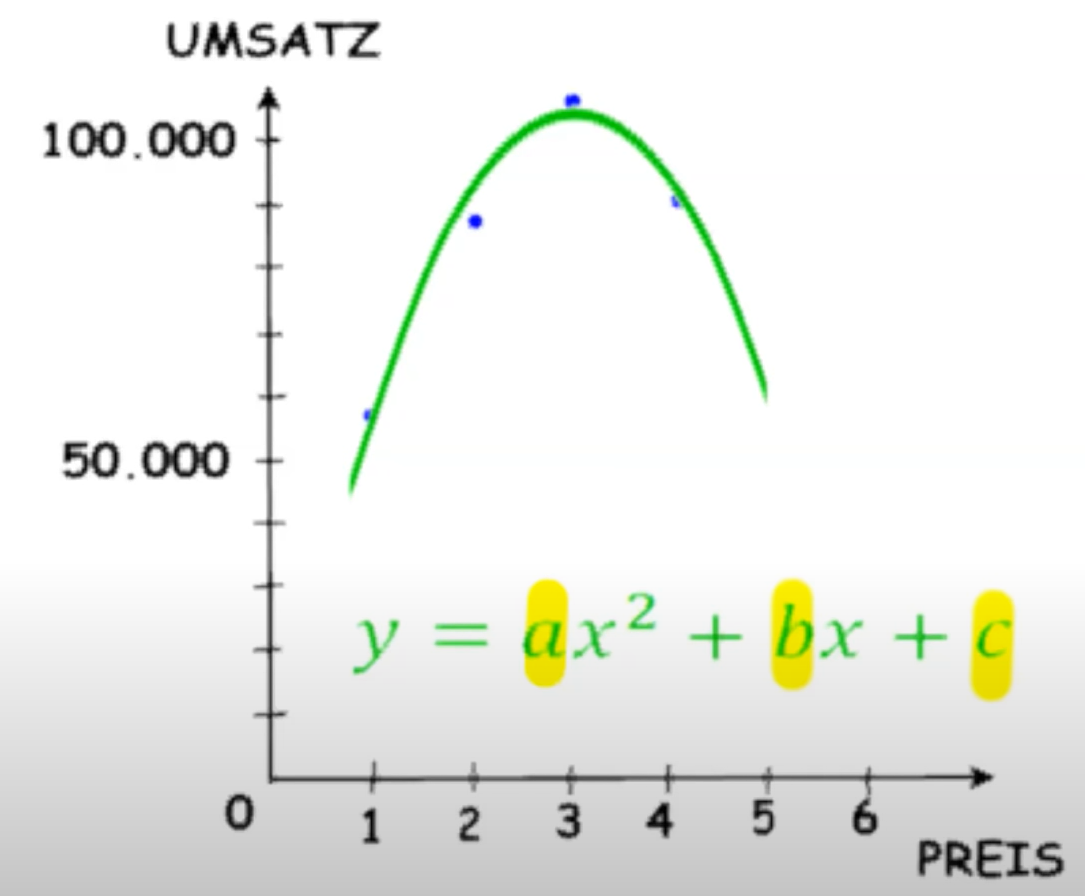 UMSATZ
100.000
50.000
y = ax² + bx + c
0 1 2 3 4 5 6
PREIS